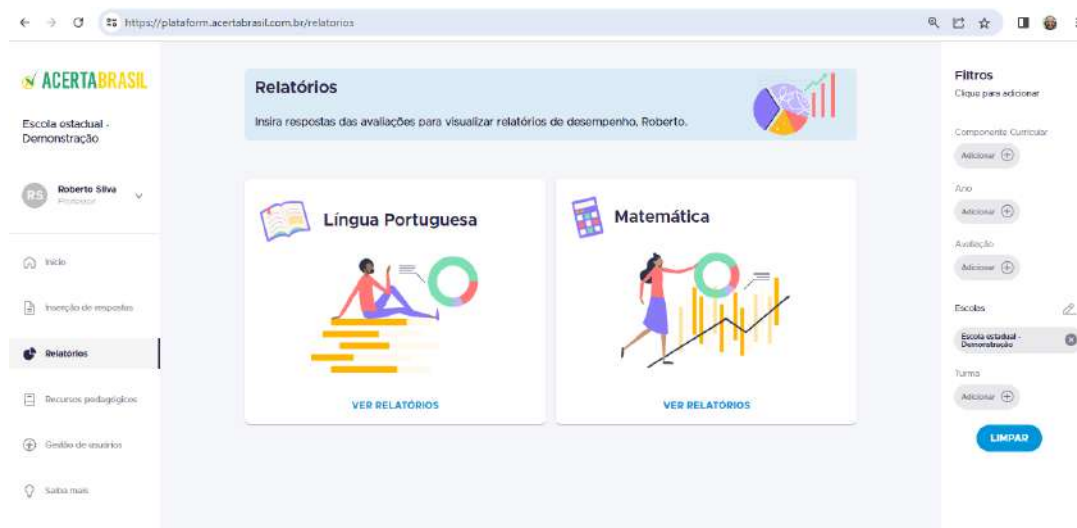 https://plataform.acertabrasil.com.br/relatorios
ACERTABRASIL
Escola estadual -
Demonstração
RS
Roberto Silva
Professor
Início
Inserção de respostas
Relatórios
Recursos pedagógicos
Gestão de usuários
Saiba mais
Relatórios
Insira respostas das avaliações para visualizar relatórios de desempenho, Roberto.
Língua Portuguesa
VER RELATÓRIOS
Matemática
VER RELATÓRIOS
Filtros
Clique para adicionar
Componente Curricular
Adicionar
Ano
Adicionar
Avaliação
Adicionar
Escolas
Escola estadual -
Demonstração
Turma
Adicionar
LIMPAR